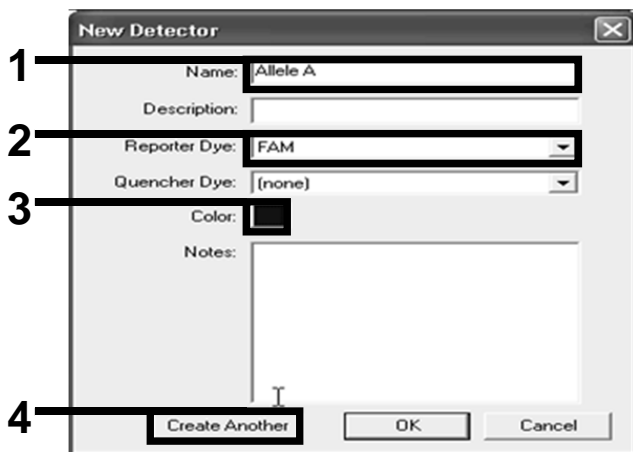 New Detector
1 Name: Allele A
Description:
2 Reporter Dye: FAM
Quencher Dye: (none)
3 Color:
Notes:
4 Create Another OK Cancel